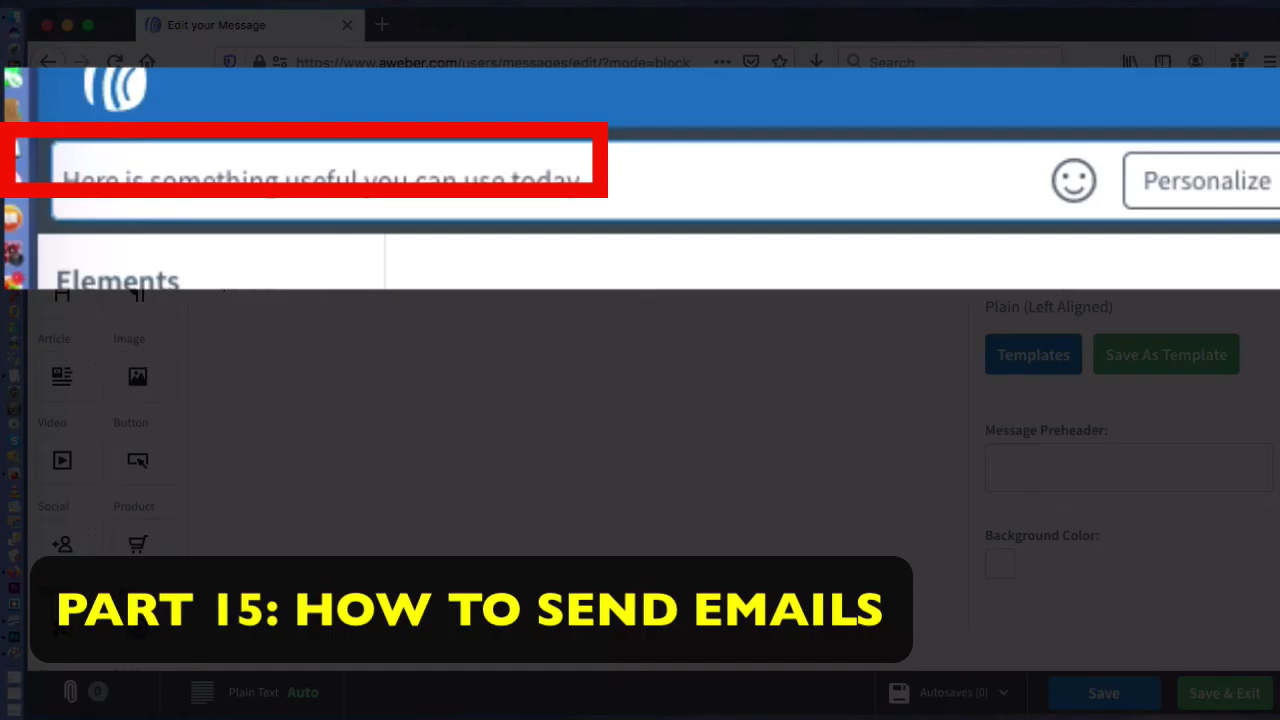 Edit your Message
https://www.aweber.com/users/messages/edit/?mode=block
Search
Here is something useful you can use today
Personalize
Elements
Plain (Left Aligned)
Templates
Save As Template
Article
Image
Video
Button
Message Preheader:
Social
Product
Background Color:
PART 15: HOW TO SEND EMAILS
0
Plain Text Auto
Autosaves (0)
Save
Save & Exit